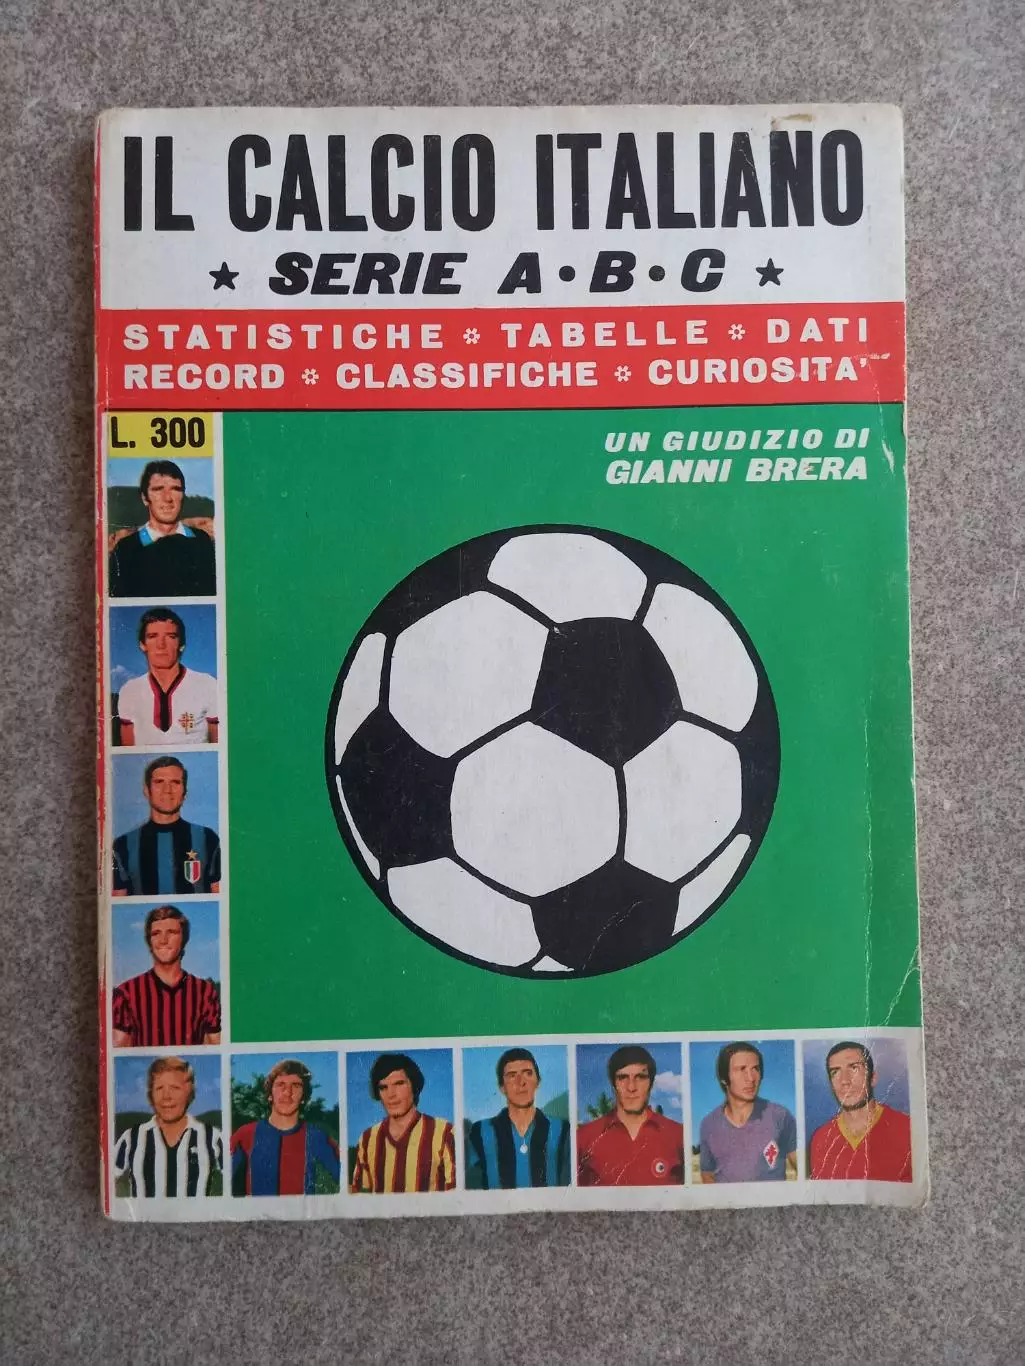 IL CALCIO ITALIANO
★ SERIE A·B·C ★
STATISTICHE ✲ TABELLE ✲ DATI
RECORD ✲ CLASSIFICHE ✲ CURIOSITA'
L. 300
UN GIUDIZIO DI
GIANNI BRERA